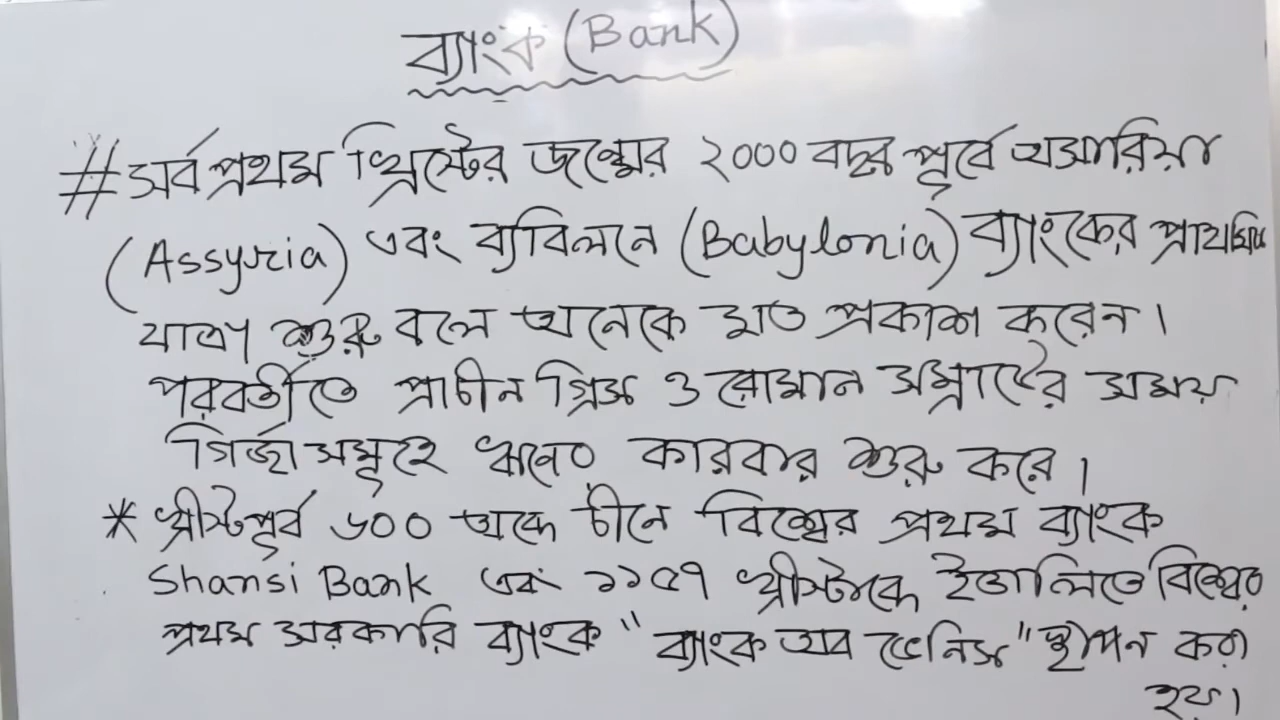 ব্যাংক (Bank)
# সর্বপ্রথম খ্রিস্টের জন্মের ২০০০ বছর পূর্বে অ্যাসিরিয়া
(Assyria) এবং ব্যবিলনে (Babylonia) ব্যাংকের প্রাথমিক
যাত্রা শুরু বলে অনেকে মত প্রকাশ করেন।
পরবর্তীতে প্রাচীন গ্রিস ও রোমান সম্রাটের সময়
গির্জাসমূহে ঋণের কারবার শুরু করে।
* খ্রীস্টপূর্ব ৬০০ অব্দে চীনে বিশ্বের প্রথম ব্যাংক
Shansi Bank এবং ১১৫৭ খ্রীস্টাব্দে ইতালিতে বিশ্বের
প্রথম সরকারি ব্যাংক "ব্যাংক অব ভেনিস" স্থাপন করা
হয়।